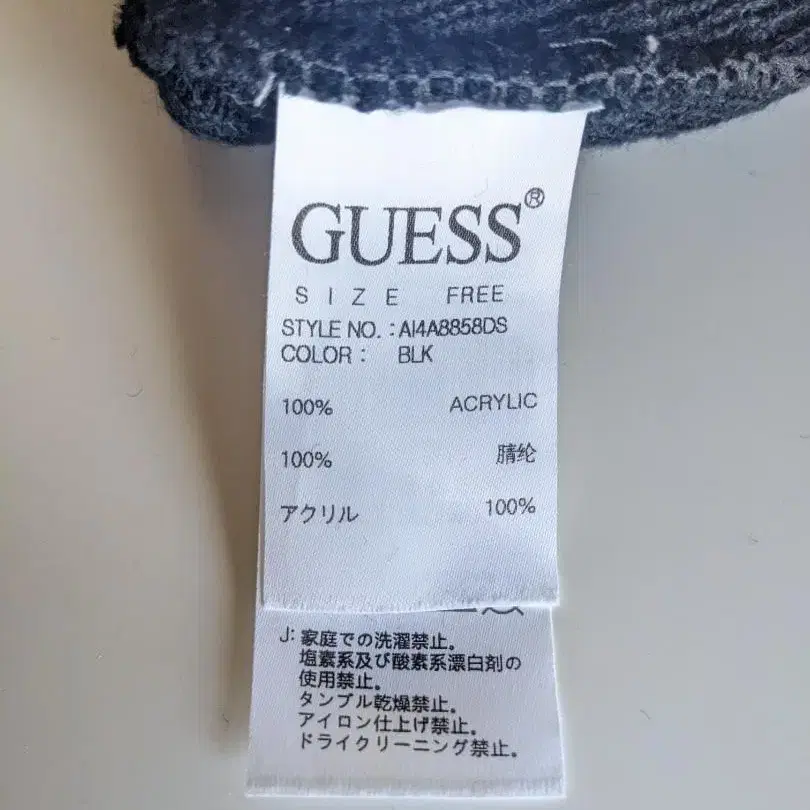 GUESS®
SIZE FREE
STYLE NO. : AI4A8858DS
COLOR : BLK
100% ACRYLIC
100% 腈纶
アクリル 100%
J: 家庭での洗濯禁止。
塩素系及び酸素系漂白剤の
使用禁止。
タンブル乾燥禁止。
アイロン仕上げ禁止。
ドライクリーニング禁止。